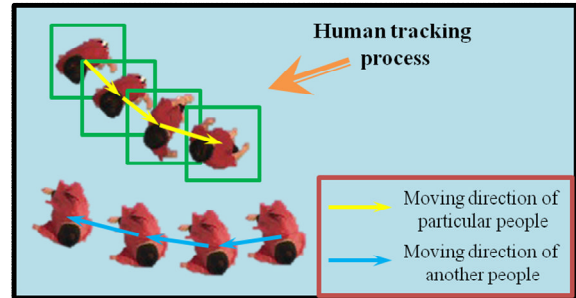 Human tracking
process
Moving direction of
particular people
Moving direction of
another people